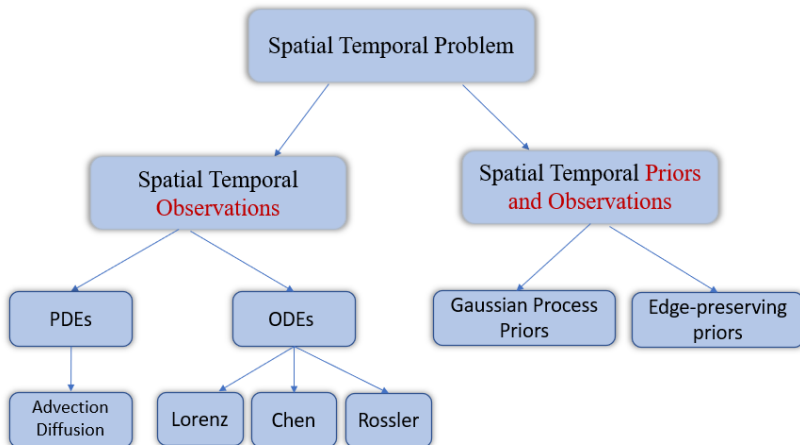 Spatial Temporal Problem
Spatial Temporal
Observations
Spatial Temporal Priors
and Observations
PDEs
ODEs
Gaussian Process
Priors
Edge-preserving
priors
Advection
Diffusion
Lorenz
Chen
Rossler